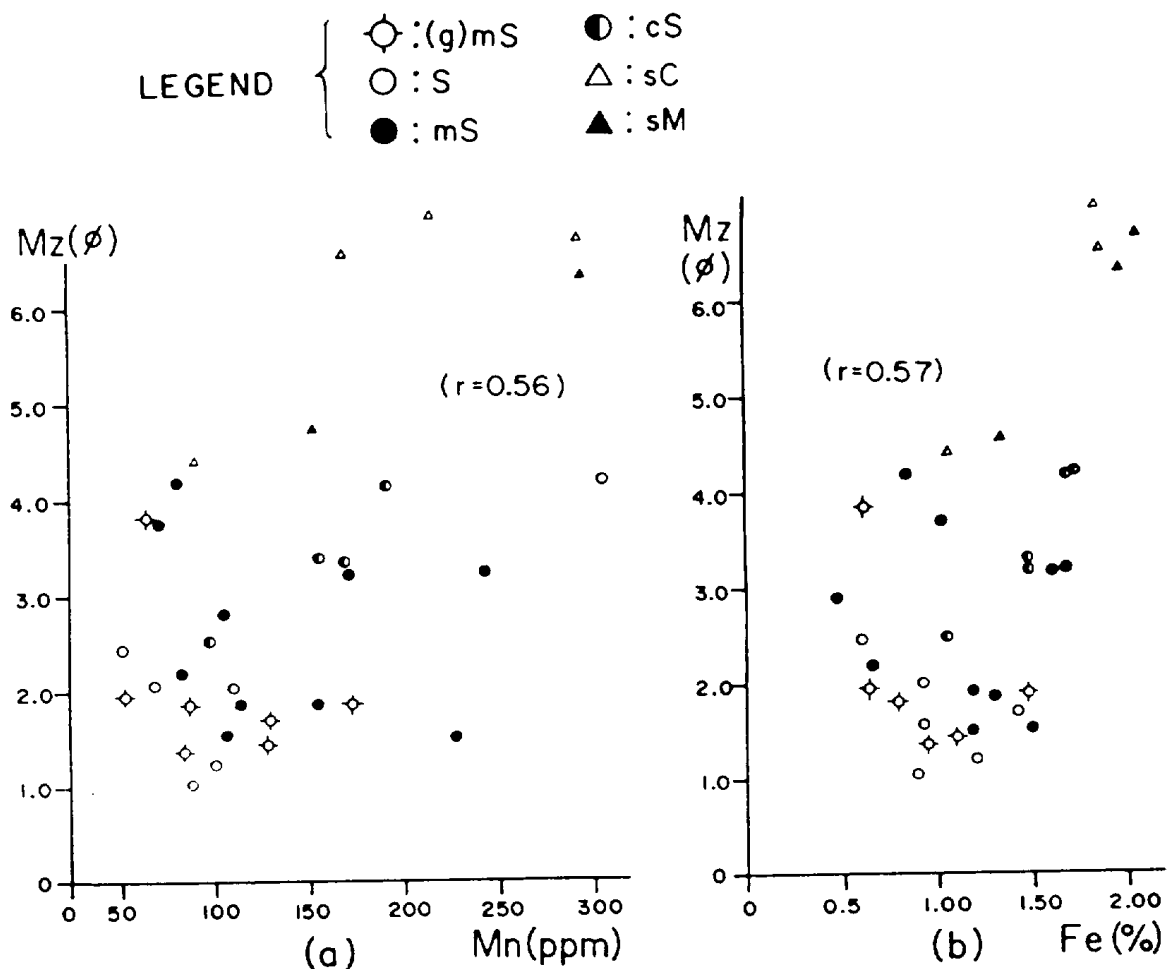 LEGEND
: (g)mS
: S
: mS
: cS
: sC
: sM
Mz(ø)
6.0
5.0
4.0
3.0
2.0
1.0
0
0 50 100 150 200 250 300
(r=0.56)
(a) Mn(ppm)
Mz
(ø)
6.0
5.0
4.0
3.0
2.0
1.0
0
0 0.50 1.00 1.50 2.00
(r=0.57)
(b) Fe(%)